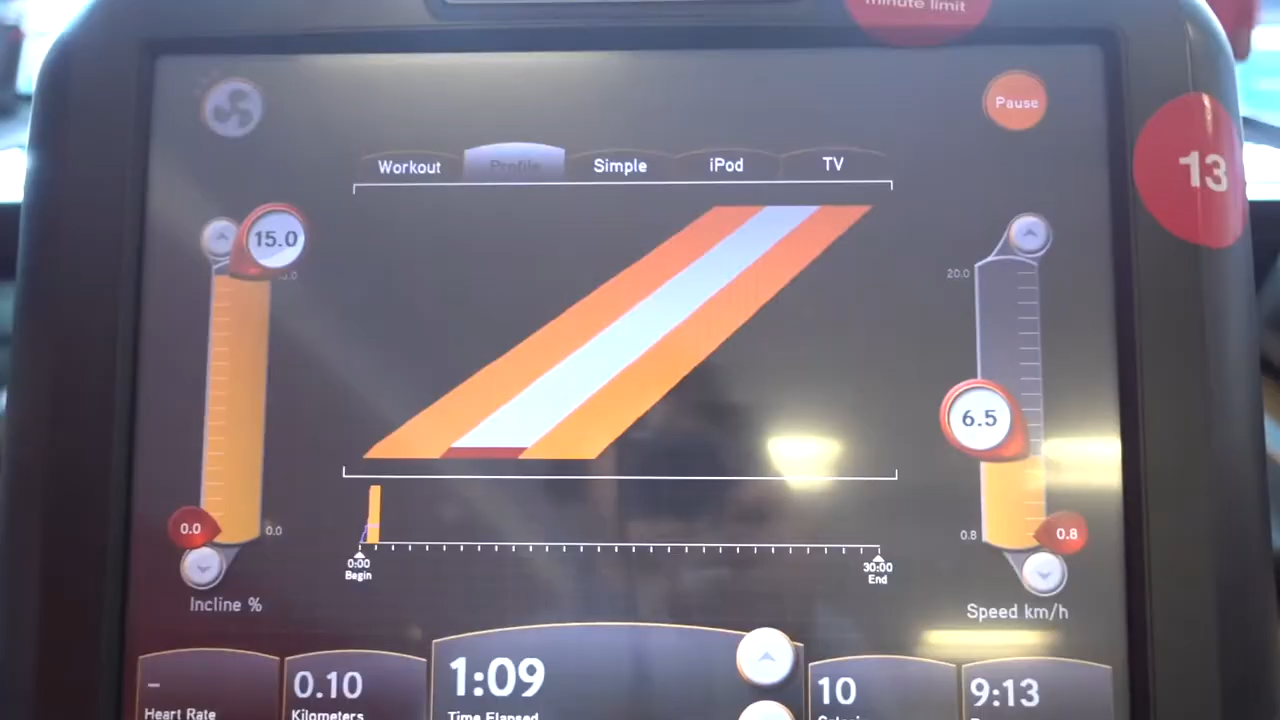 minute limit
Pause
13
Workout
Profile
Simple
iPod
TV
15.0
20.0
6.5
0.0
0.0
0.8
0.8
0:00
Begin
30:00
End
Incline %
Speed km/h
–
Heart Rate
0.10
Kilometers
1:09
Time Elapsed
10
9:13